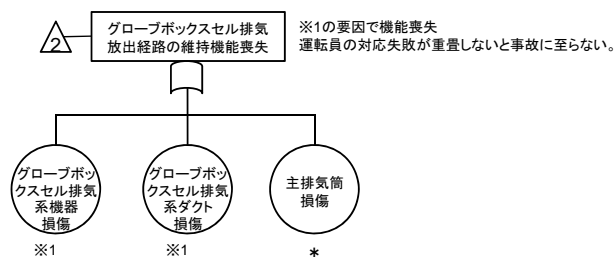 2
グローブボックスセル排気
放出経路の維持機能喪失
※1の要因で機能喪失
運転員の対応失敗が重畳しないと事故に至らない。
グローブボッ
クスセル排気
系機器
損傷
※1
グローブボッ
クスセル排気
系ダクト
損傷
※1
主排気筒
損傷
*